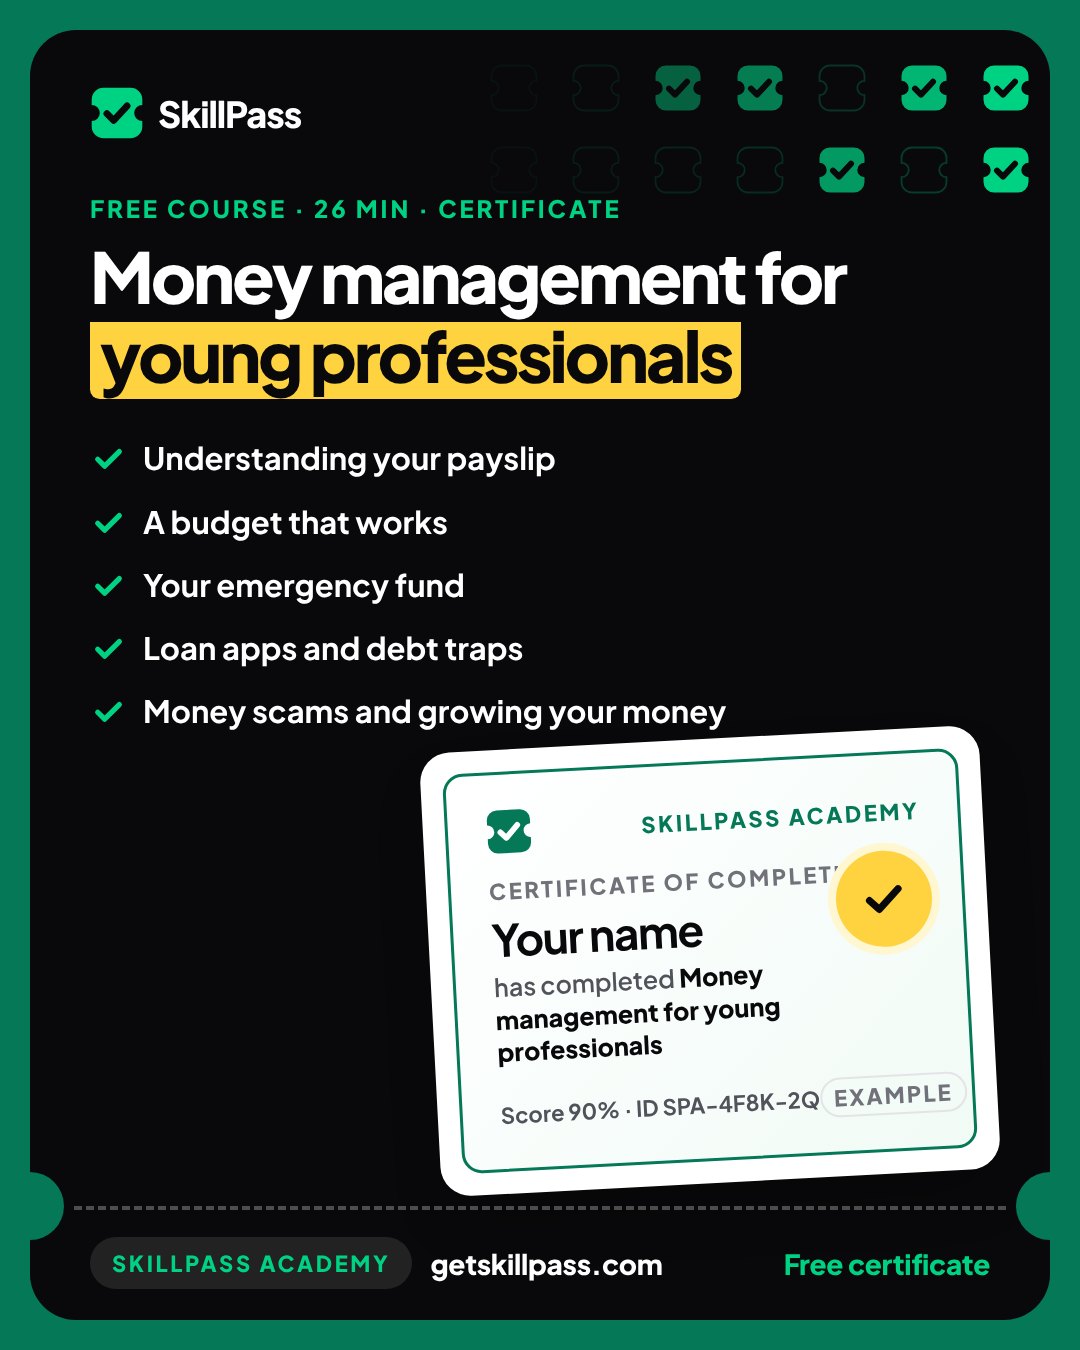 SkillPass
FREE COURSE · 26 MIN · CERTIFICATE
Money management for
young professionals
Understanding your payslip
A budget that works
Your emergency fund
Loan apps and debt traps
Money scams and growing your money
SKILLPASS ACADEMY
CERTIFICATE OF
Your name
has completed Money
management for young
professionals
Score 90% · ID SPA-4F8K-2Q
EXAMPLE
SKILLPASS ACADEMY
getskillpass.com
Free certificate